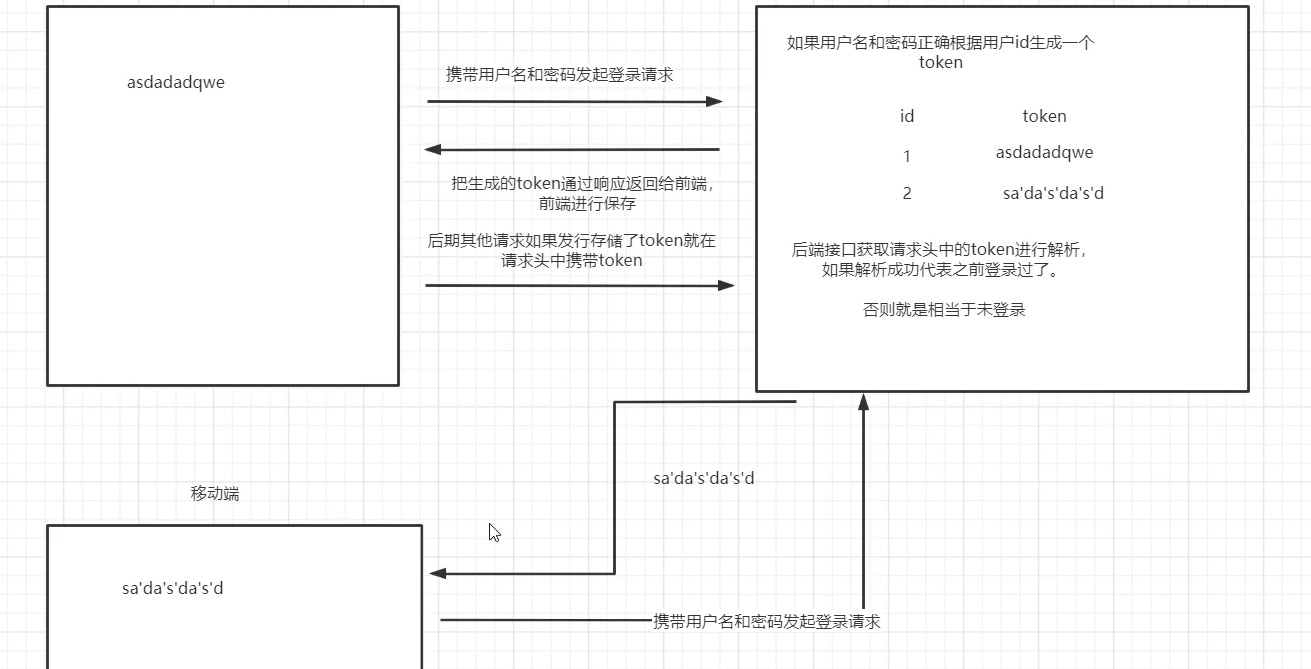 asdadadqwe
携带用户名和密码发起登录请求
把生成的token通过响应返回给前端，
前端进行保存
后期其他请求如果发行存储了token就在
请求头中携带token
如果用户名和密码正确根据用户id生成一个
token
id token
1 asdadadqwe
2 sa'da's'da's'd
后端接口获取请求头中的token进行解析，
如果解析成功代表之前登录过了。
否则就是相当于未登录
移动端
sa'da's'da's'd
sa'da's'da's'd
携带用户名和密码发起登录请求